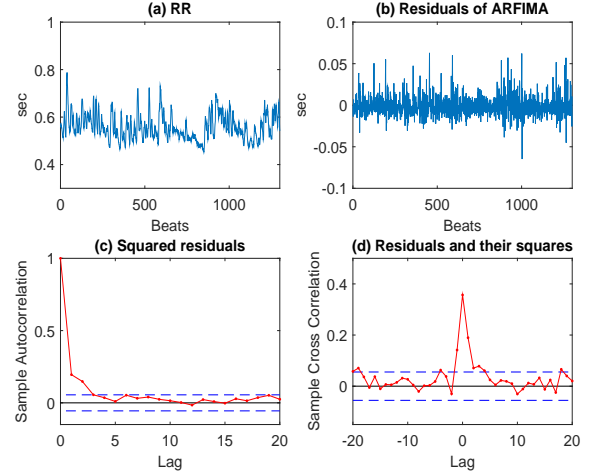 (a) RR
1
0.8
0.6
0.4
sec
0 500 1000
Beats
(b) Residuals of ARFIMA
0.1
0.05
0
-0.05
-0.1
sec
0 500 1000
Beats
(c) Squared residuals
1
0.5
0
Sample Autocorrelation
0 5 10 15 20
Lag
(d) Residuals and their squares
0.4
0.2
0
Sample Cross Correlation
-20 -10 0 10 20
Lag